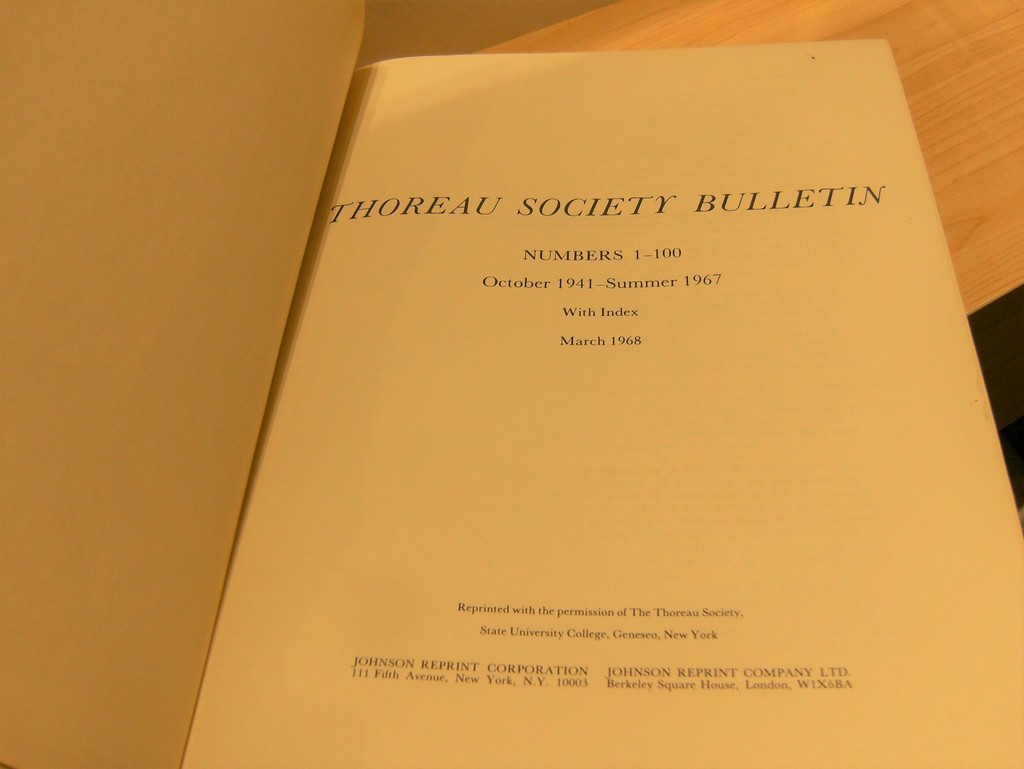 THOREAU SOCIETY BULLETIN
NUMBERS 1–100
October 1941–Summer 1967
With Index
March 1968
Reprinted with the permission of The Thoreau Society,
State University College, Geneseo, New York
JOHNSON REPRINT CORPORATION
111 Fifth Avenue, New York, N.Y. 10003
JOHNSON REPRINT COMPANY LTD.
Berkeley Square House, London, W1X6BA